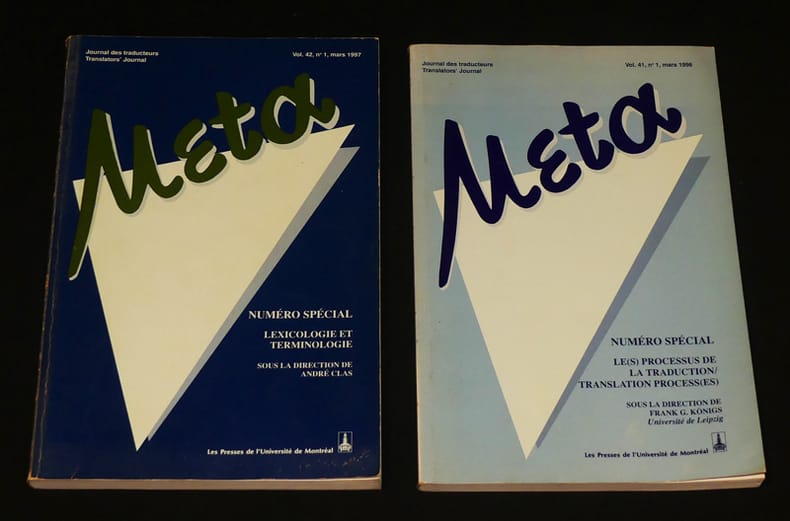 Journal des traducteurs
Translators' Journal
Vol. 42, n° 1, mars 1997
Meta
NUMÉRO SPÉCIAL
LEXICOLOGIE ET
TERMINOLOGIE
SOUS LA DIRECTION DE
ANDRÉ CLAS
Les Presses de l'Université de Montréal
Journal des traducteurs
Translators' Journal
Vol. 41, n° 1, mars 1996
Meta
NUMÉRO SPÉCIAL
LE(S) PROCESSUS DE
LA TRADUCTION/
TRANSLATION PROCESS(ES)
SOUS LA DIRECTION DE
FRANK G. KÖNIGS
Université de Leipzig
Les Presses de l'Université de Montréal